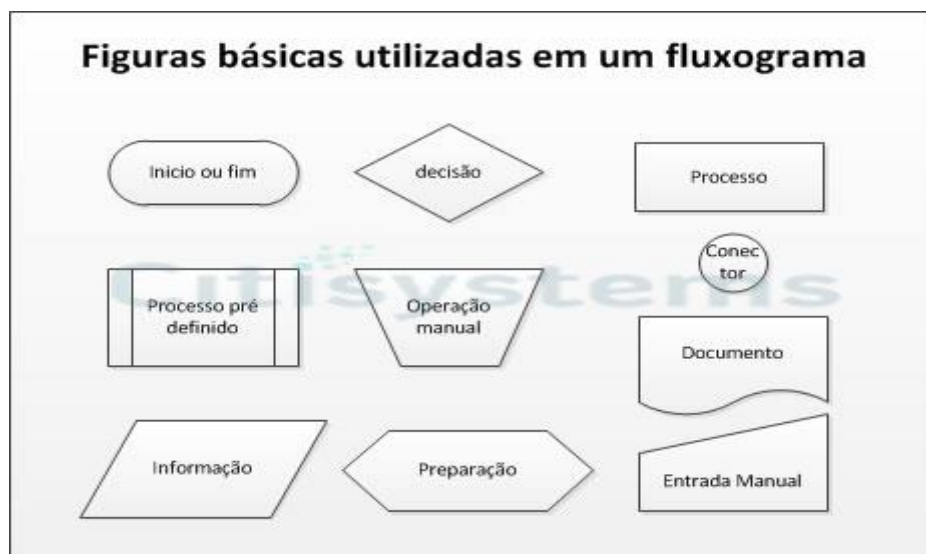 Figuras básicas utilizadas em um fluxograma
Inicio ou fim
decisão
Processo
Conec
tor
Citisystems
Processo pré
definido
Operação
manual
Documento
Informação
Preparação
Entrada Manual